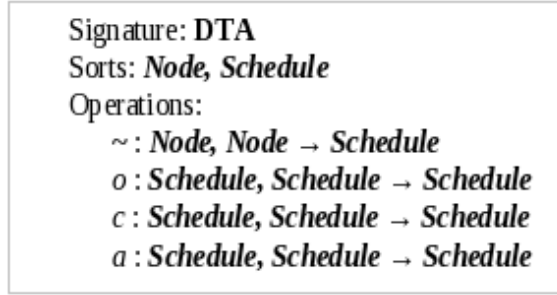 Signature: DTA
Sorts: Node, Schedule
Operations:
~ : Node, Node → Schedule
o : Schedule, Schedule → Schedule
c : Schedule, Schedule → Schedule
a : Schedule, Schedule → Schedule